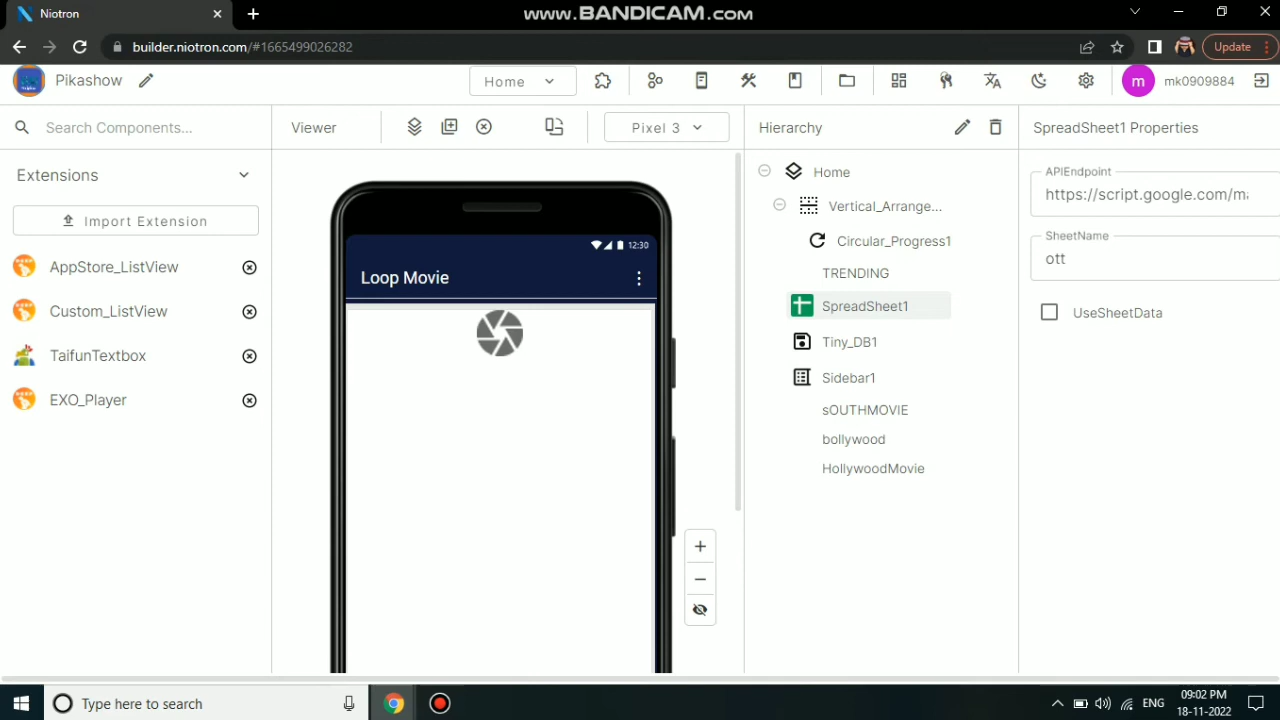 Niotron
www.BANDICAM.com
builder.niotron.com/#1665499026282
Update
Pikashow
Home
m
mk0909884
Search Components...
Viewer
Pixel 3
Hierarchy
SpreadSheet1 Properties
Extensions
Import Extension
AppStore_ListView
Custom_ListView
TaifunTextbox
EXO_Player
12:30
Loop Movie
Home
Vertical_Arrange...
Circular_Progress1
TRENDING
SpreadSheet1
Tiny_DB1
Sidebar1
sOUTHMOVIE
bollywood
HollywoodMovie
APIEndpoint
https://script.google.com/ma
SheetName
ott
UseSheetData
Type here to search
ENG
09:02 PM
18-11-2022